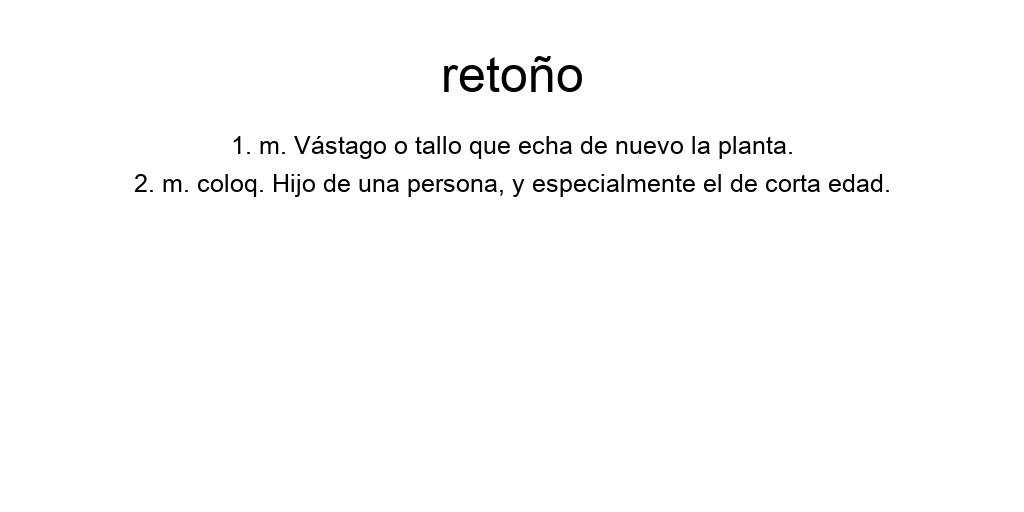 retoño
1. m. Vástago o tallo que echa de nuevo la planta.
2. m. coloq. Hijo de una persona, y especialmente el de corta edad.